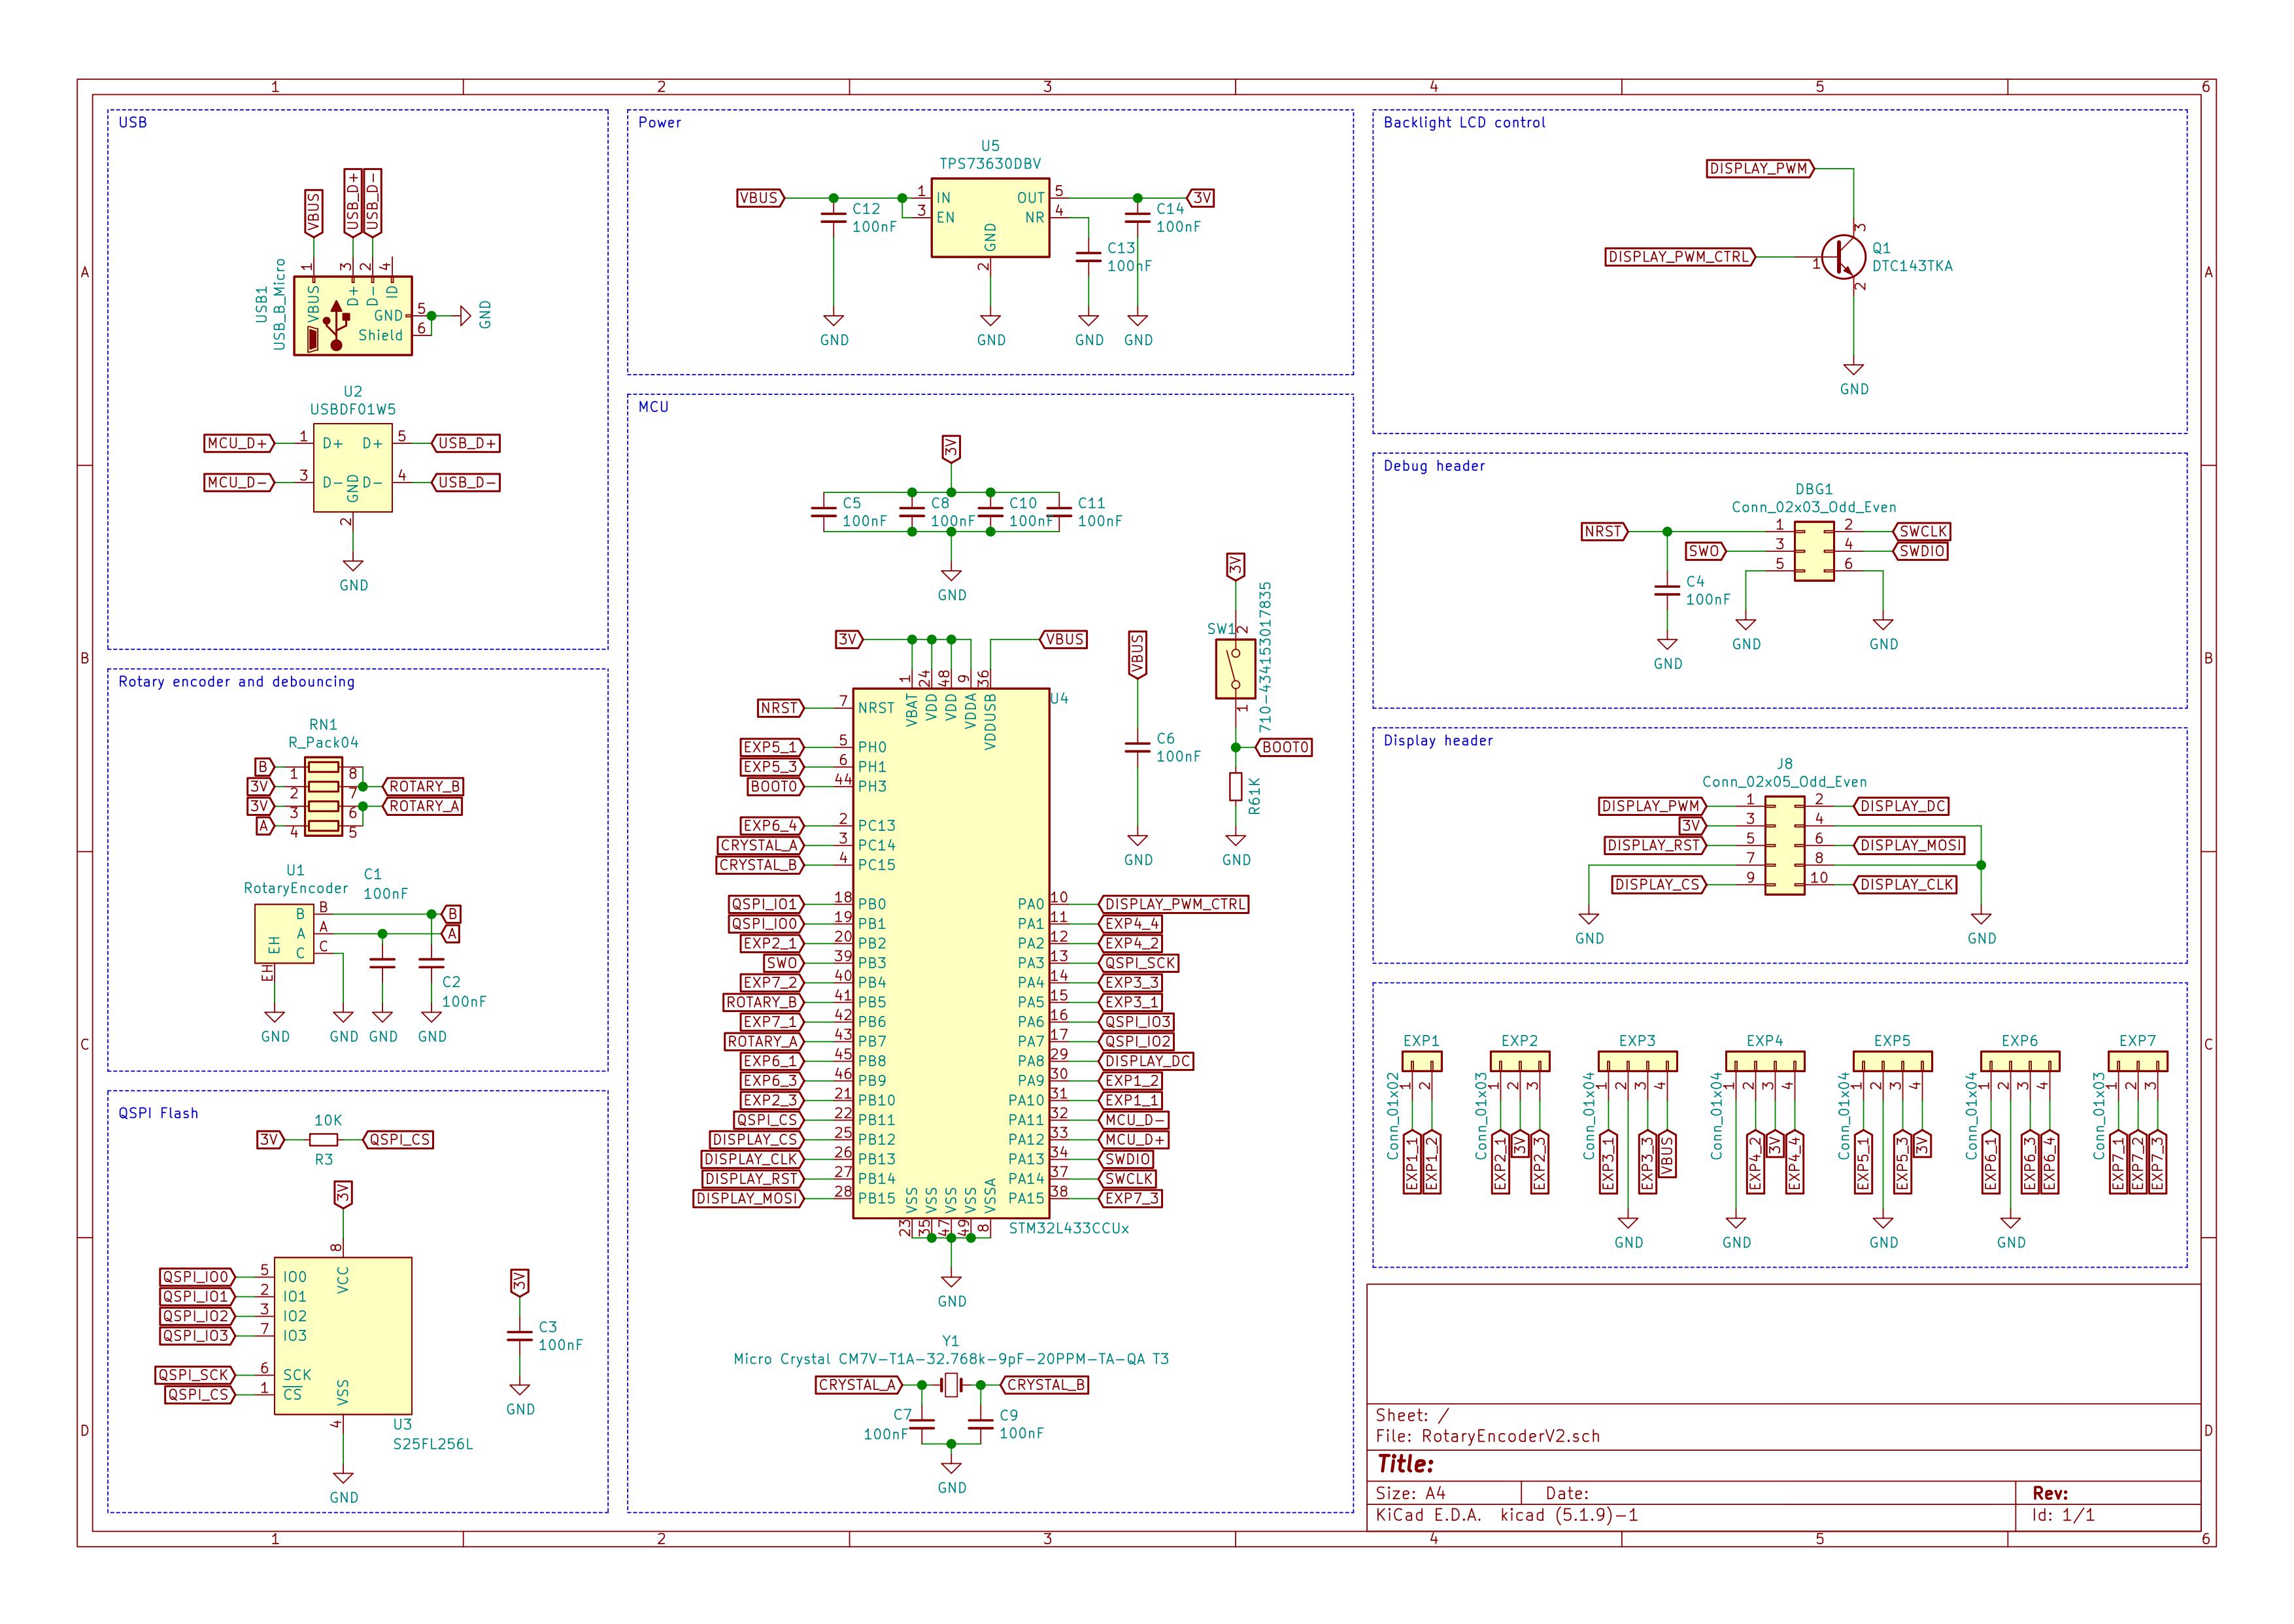 1 2 3 4 5 6
A
B
C
D
USB
VBUS
USB_D+
USB_D-
1 3 2 4
USB1
USB_B_Micro
VBUS D+ D- ID
GND 5
Shield 6
GND
U2
USBDF01W5
MCU_D+ 1 D+ D+ 5 USB_D+
MCU_D- 3 D- GND D- 4 USB_D-
2
GND
Rotary encoder and debouncing
RN1
R_Pack04
B 1 8
3V 2 7 ROTARY_B
3V 3 6 ROTARY_A
A 4 5
U1
RotaryEncoder
C1
100nF
B B B
A A A
C C
EH
EH
C2
100nF
GND GND GND GND
QSPI Flash
10K
3V QSPI_CS
R3
3V
8
VCC
QSPI_IO0 5 IO0
QSPI_IO1 2 IO1
QSPI_IO2 3 IO2
QSPI_IO3 7 IO3
QSPI_SCK 6 SCK
QSPI_CS 1 CS
VSS
4
U3
S25FL256L
GND
3V
C3
100nF
GND
Power
U5
TPS73630DBV
VBUS 1 IN OUT 5 3V
3 EN NR 4
GND
2
C12
100nF
C14
100nF
C13
100nF
GND GND GND GND
MCU
3V
C5
100nF
C8
100nF
C10
100nF
C11
100nF
GND
3V VBUS
1 24 48 9 36
VBAT VDD VDD VDDA VDDUSB
U4
NRST 7 NRST
EXP5_1 5 PH0
EXP5_3 6 PH1
BOOT0 44 PH3
EXP6_4 2 PC13
CRYSTAL_A 3 PC14
CRYSTAL_B 4 PC15
QSPI_IO1 18 PB0 PA0 10 DISPLAY_PWM_CTRL
QSPI_IO0 19 PB1 PA1 11 EXP4_4
EXP2_1 20 PB2 PA2 12 EXP4_2
SWO 39 PB3 PA3 13 QSPI_SCK
EXP7_2 40 PB4 PA4 14 EXP3_3
ROTARY_B 41 PB5 PA5 15 EXP3_1
EXP7_1 42 PB6 PA6 16 QSPI_IO3
ROTARY_A 43 PB7 PA7 17 QSPI_IO2
EXP6_1 45 PB8 PA8 29 DISPLAY_DC
EXP6_3 46 PB9 PA9 30 EXP1_2
EXP2_3 21 PB10 PA10 31 EXP1_1
QSPI_CS 22 PB11 PA11 32 MCU_D-
DISPLAY_CS 25 PB12 PA12 33 MCU_D+
DISPLAY_CLK 26 PB13 PA13 34 SWDIO
DISPLAY_RST 27 PB14 PA14 37 SWCLK
DISPLAY_MOSI 28 PB15 PA15 38 EXP7_3
VSS VSS VSS VSS VSSA
23 35 47 49 8
STM32L433CCUx
GND
VBUS
C6
100nF
GND
3V
SW1
2
710-434153017835
1
BOOT0
R6 1K
GND
Y1
Micro Crystal CM7V-T1A-32.768k-9pF-20PPM-TA-QA T3
CRYSTAL_A CRYSTAL_B
C7
100nF
C9
100nF
GND
Backlight LCD control
DISPLAY_PWM
3
DISPLAY_PWM_CTRL 1
Q1
DTC143TKA
2
GND
Debug header
DBG1
Conn_02x03_Odd_Even
NRST 1 2 SWCLK
SWO 3 4 SWDIO
5 6
C4
100nF
GND GND GND
Display header
J8
Conn_02x05_Odd_Even
DISPLAY_PWM 1 2 DISPLAY_DC
3V 3 4
DISPLAY_RST 5 6 DISPLAY_MOSI
7 8
DISPLAY_CS 9 10 DISPLAY_CLK
GND GND
EXP1 EXP2 EXP3 EXP4 EXP5 EXP6 EXP7
Conn_01x02 1 2
Conn_01x03 1 2 3
Conn_01x04 1 2 3 4
Conn_01x04 1 2 3 4
Conn_01x04 1 2 3 4
Conn_01x04 1 2 3 4
Conn_01x03 1 2 3
EXP1_1 EXP1_2
EXP2_1 3V EXP2_3
EXP3_1 EXP3_3 VBUS
EXP4_2 3V EXP4_4
EXP5_1 EXP5_3 3V
EXP6_1 EXP6_3 EXP6_4
EXP7_1 EXP7_2 EXP7_3
GND GND GND GND
Sheet: /
File: RotaryEncoderV2.sch
Title:
Size: A4 Date: Rev:
KiCad E.D.A. kicad (5.1.9)-1 Id: 1/1
A
B
C
D
1 2 3 4 5 6